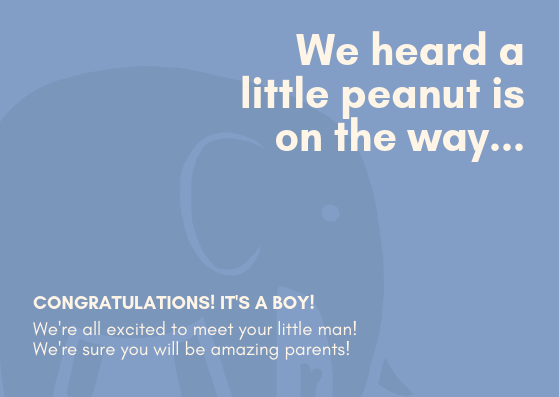 We heard a
little peanut is
on the way...
CONGRATULATIONS! IT'S A BOY!
We're all excited to meet your little man!
We're sure you will be amazing parents!